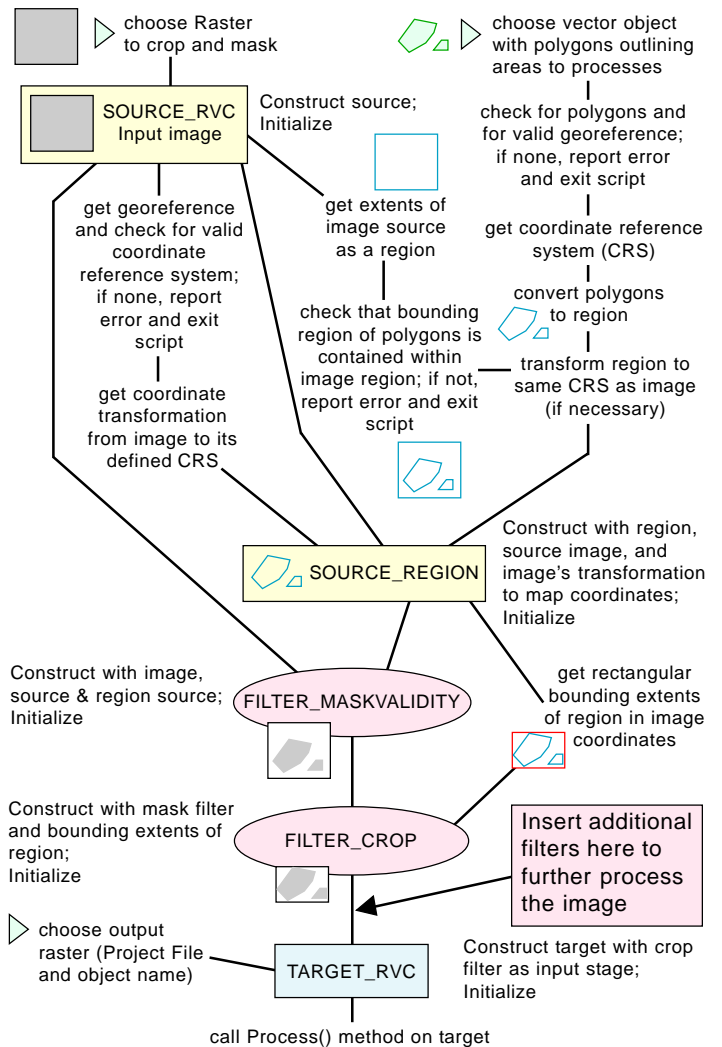 choose Raster
to crop and mask
choose vector object
with polygons outlining
areas to processes
SOURCE_RVC
Input image
Construct source;
Initialize
check for polygons and
for valid georeference;
if none, report error
and exit script
get georeference
and check for valid
coordinate
reference system;
if none, report
error and exit
script
get extents of
image source
as a region
get coordinate reference
system (CRS)
convert polygons
to region
check that bounding
region of polygons is
contained within
image region; if not,
report error and exit
script
transform region to
same CRS as image
(if necessary)
get coordinate
transformation
from image to its
defined CRS
SOURCE_REGION
Construct with region,
source image, and
image's transformation
to map coordinates;
Initialize
Construct with image,
source & region source;
Initialize
FILTER_MASKVALIDITY
get rectangular
bounding extents
of region in image
coordinates
Construct with mask filter
and bounding extents of
region;
Initialize
FILTER_CROP
Insert additional
filters here to
further process
the image
choose output
raster (Project File
and object name)
TARGET_RVC
Construct target with crop
filter as input stage;
Initialize
call Process() method on target